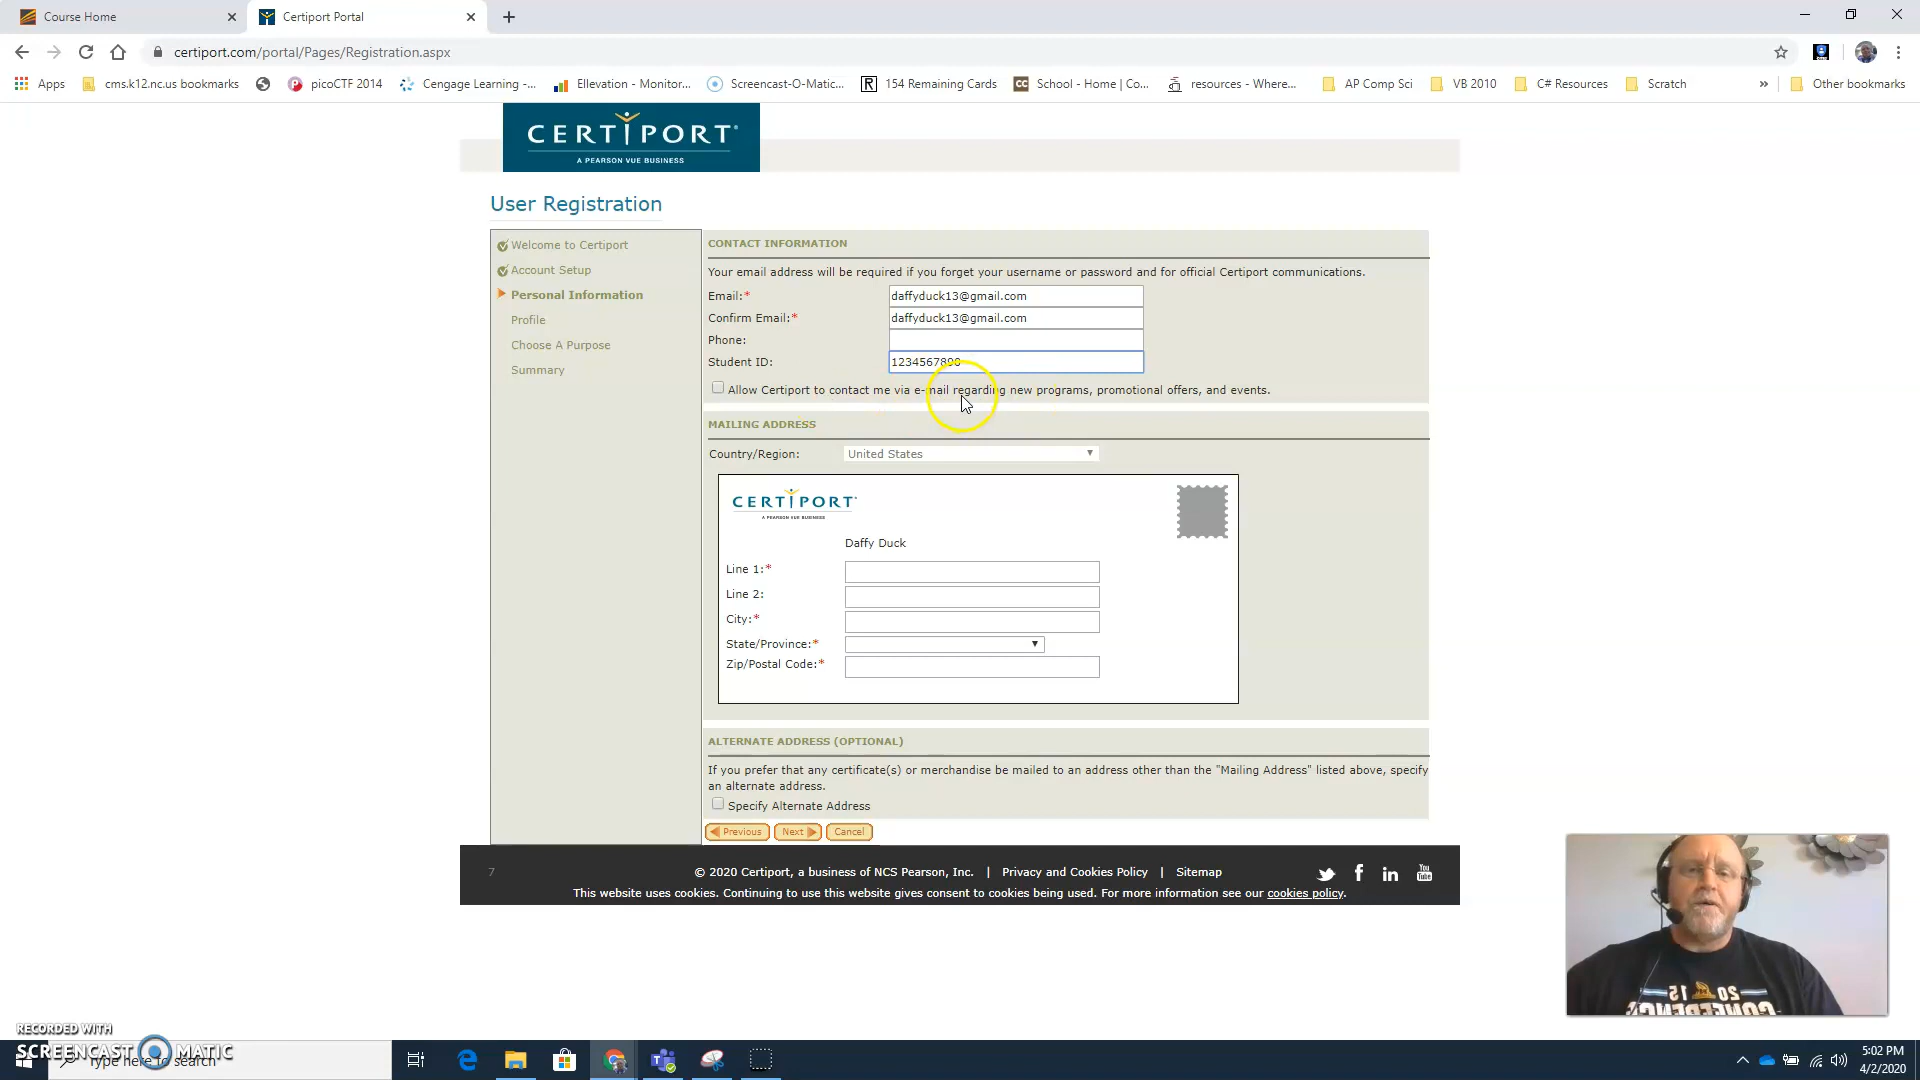 Course Home
Certiport Portal
certiport.com/portal/Pages/Registration.aspx
Apps
cms.k12.nc.us bookmarks
picoCTF 2014
Cengage Learning -...
Ellevation - Monitor...
Screencast-O-Matic...
154 Remaining Cards
School - Home | Co...
resources - Where...
AP Comp Sci
VB 2010
C# Resources
Scratch
»
Other bookmarks
CERTIPORT
A PEARSON VUE BUSINESS
User Registration
Welcome to Certiport
Account Setup
Personal Information
Profile
Choose A Purpose
Summary
CONTACT INFORMATION
Your email address will be required if you forget your username or password and for official Certiport communications.
Email:* daffyduck13@gmail.com
Confirm Email:* daffyduck13@gmail.com
Phone:
Student ID: 1234567890
Allow Certiport to contact me via e-mail regarding new programs, promotional offers, and events.
MAILING ADDRESS
Country/Region: United States
CERTIPORT
A PEARSON VUE BUSINESS
Daffy Duck
Line 1:*
Line 2:
City:*
State/Province:*
Zip/Postal Code:*
ALTERNATE ADDRESS (OPTIONAL)
If you prefer that any certificate(s) or merchandise be mailed to an address other than the "Mailing Address" listed above, specify
an alternate address.
Specify Alternate Address
Previous
Next
Cancel
7
© 2020 Certiport, a business of NCS Pearson, Inc. | Privacy and Cookies Policy | Sitemap
This website uses cookies. Continuing to use this website gives consent to cookies being used. For more information see our cookies policy.
RECORDED WITH
SCREENCAST MATIC
Type here to search
5:02 PM
4/2/2020